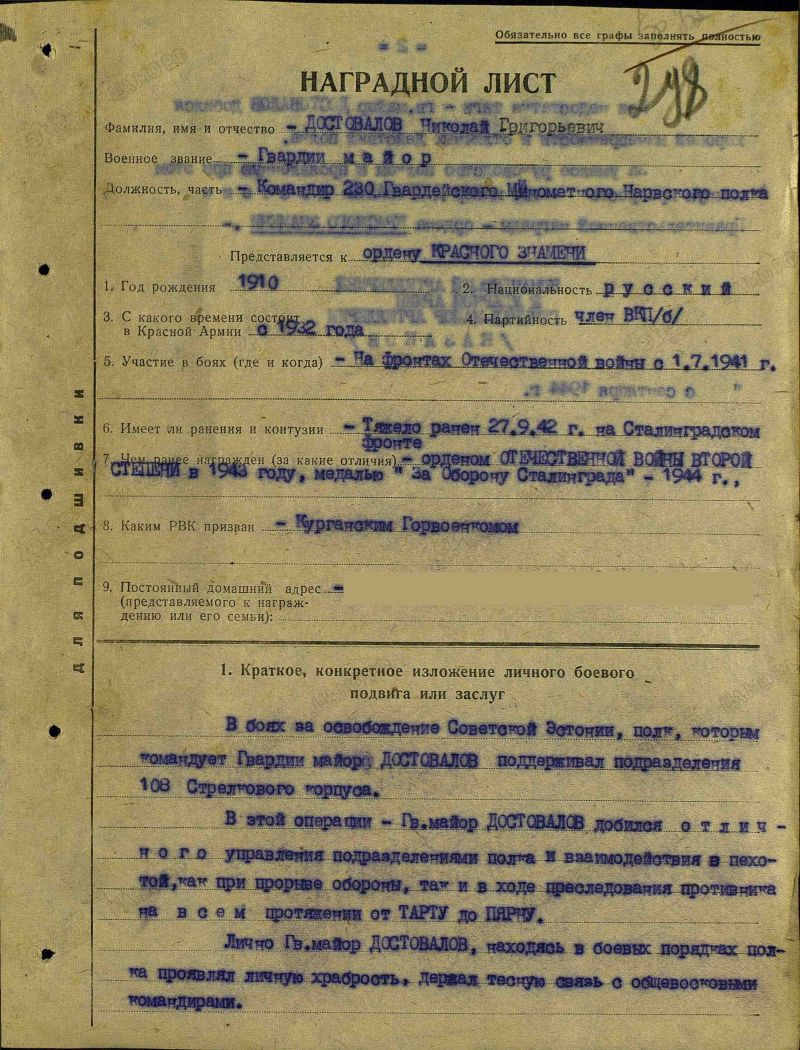 Обязательно все графы заполнять полностью
298
НАГРАДНОЙ ЛИСТ
Фамилия, имя и отчество – ДОСТОВАЛОВ Николай Григорьевич
Военное звание – Гвардии майор
Должность, часть – Командир 230 Гвардейского Минометного Нарвского полка
Представляется к ордену КРАСНОГО ЗНАМЕНИ
1. Год рождения 1910 2. Национальность русский
3. С какого времени состоит
в Красной Армии с 1932 года 4. Партийность член ВКП/б/
5. Участие в боях (где и когда) – На фронтах Отечественной войны с 1.7.1941 г.
6. Имеет ли ранения и контузии – Тяжело ранен 27.9.42 г. на Сталинградском
фронте
7. Чем ранее награжден (за какие отличия) – орденом ОТЕЧЕСТВЕННОЙ ВОЙНЫ ВТОРОЙ
СТЕПЕНИ в 1943 году, медалью " За Оборону Сталинграда" – 1944 г.,
8. Каким РВК призван – Курганским Горвоенкомом
9. Постоянный домашний адрес –
(представляемого к награж-
дению или его семьи):
ДЛЯ ПОДШИВКИ
1. Краткое, конкретное изложение личного боевого
подвига или заслуг
В боях за освобождение Советской Эстонии, полк, которым
командует Гвардии майор ДОСТОВАЛОВ поддерживал подразделения
108 Стрелкового корпуса.
В этой операции – Гв.майор ДОСТОВАЛОВ добился о т л и ч -
н о г о управления подразделениями полка и взаимодействия в пехо-
той, как при прорыве обороны, так и в ходе преследования противника
на в с е м протяжении от ТАРТУ до ПЯРНУ.
Лично Гв.майор ДОСТОВАЛОВ, находясь в боевых порядках пол-
ка проявлял личную храбрость, держал тесную связь с общевосковыми
командирами.